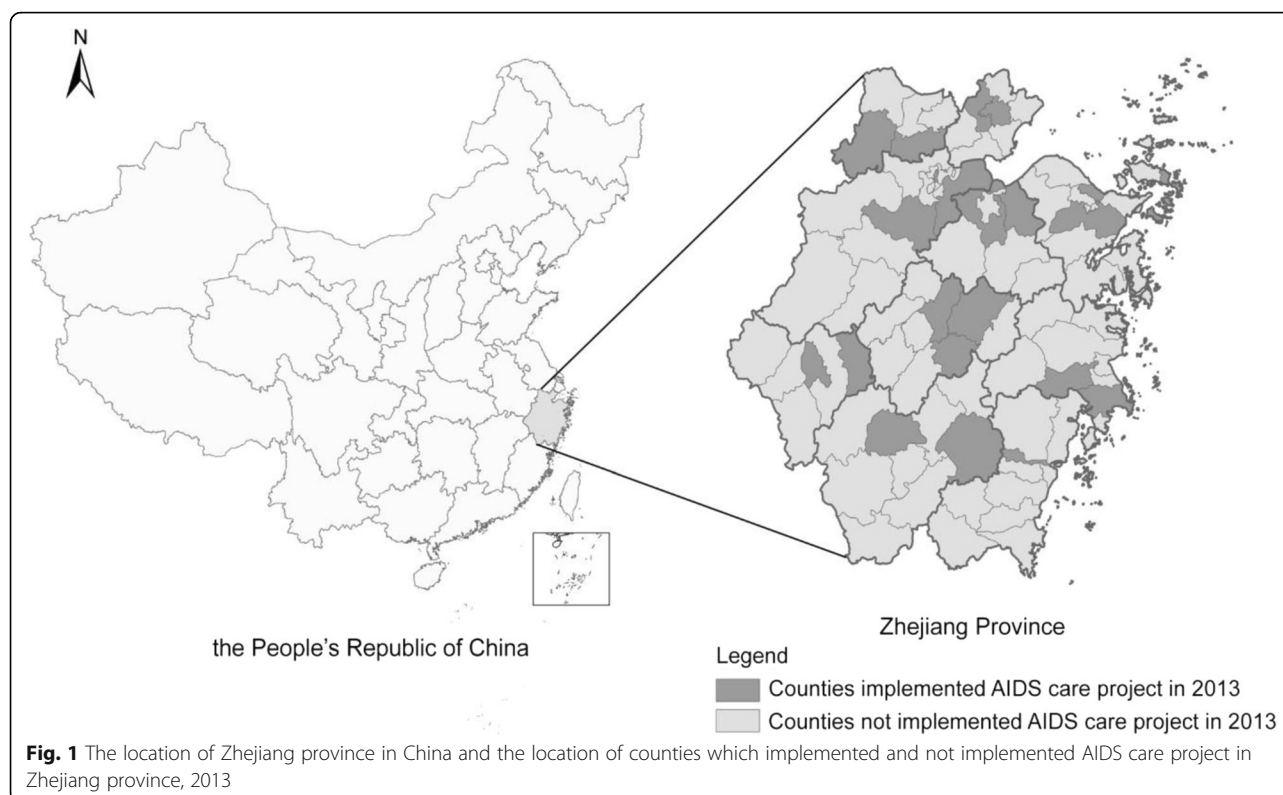 N
the People's Republic of China
Zhejiang Province
Legend
Counties implemented AIDS care project in 2013
Counties not implemented AIDS care project in 2013
Fig. 1 The location of Zhejiang province in China and the location of counties which implemented and not implemented AIDS care project in
Zhejiang province, 2013